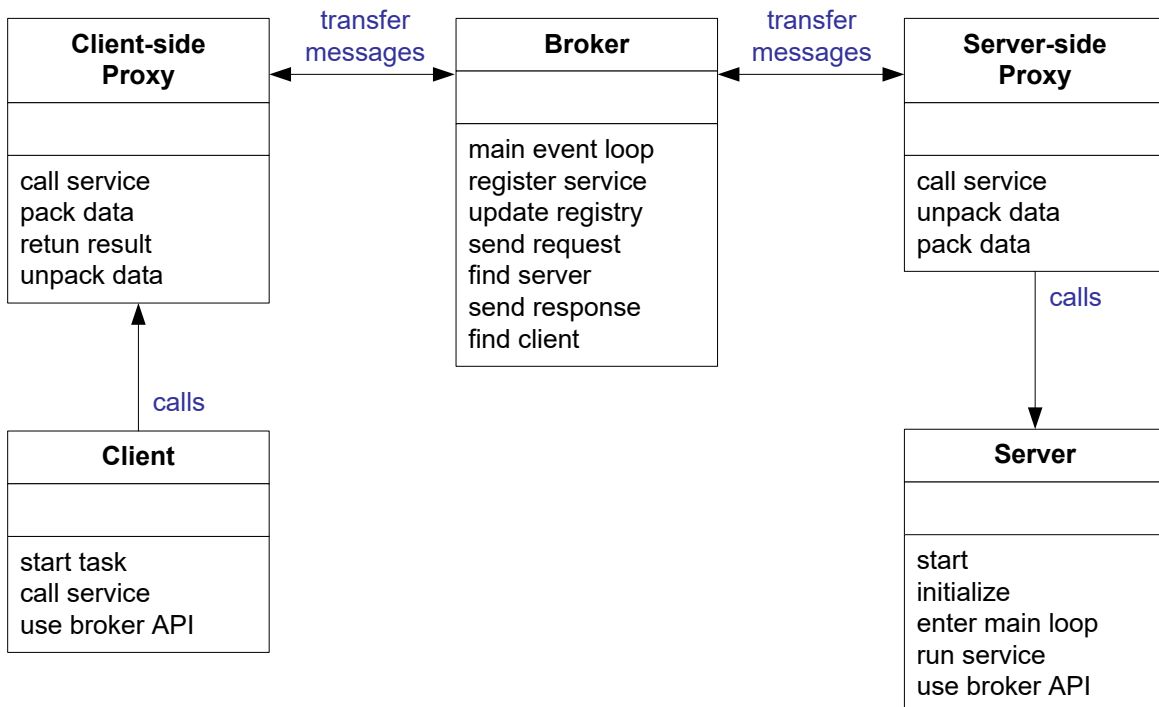 Client-side
Proxy
call service
pack data
retun result
unpack data
transfer
messages
Broker
main event loop
register service
update registry
send request
find server
send response
find client
transfer
messages
Server-side
Proxy
call service
unpack data
pack data
calls
Client
start task
call service
use broker API
calls
Server
start
initialize
enter main loop
run service
use broker API